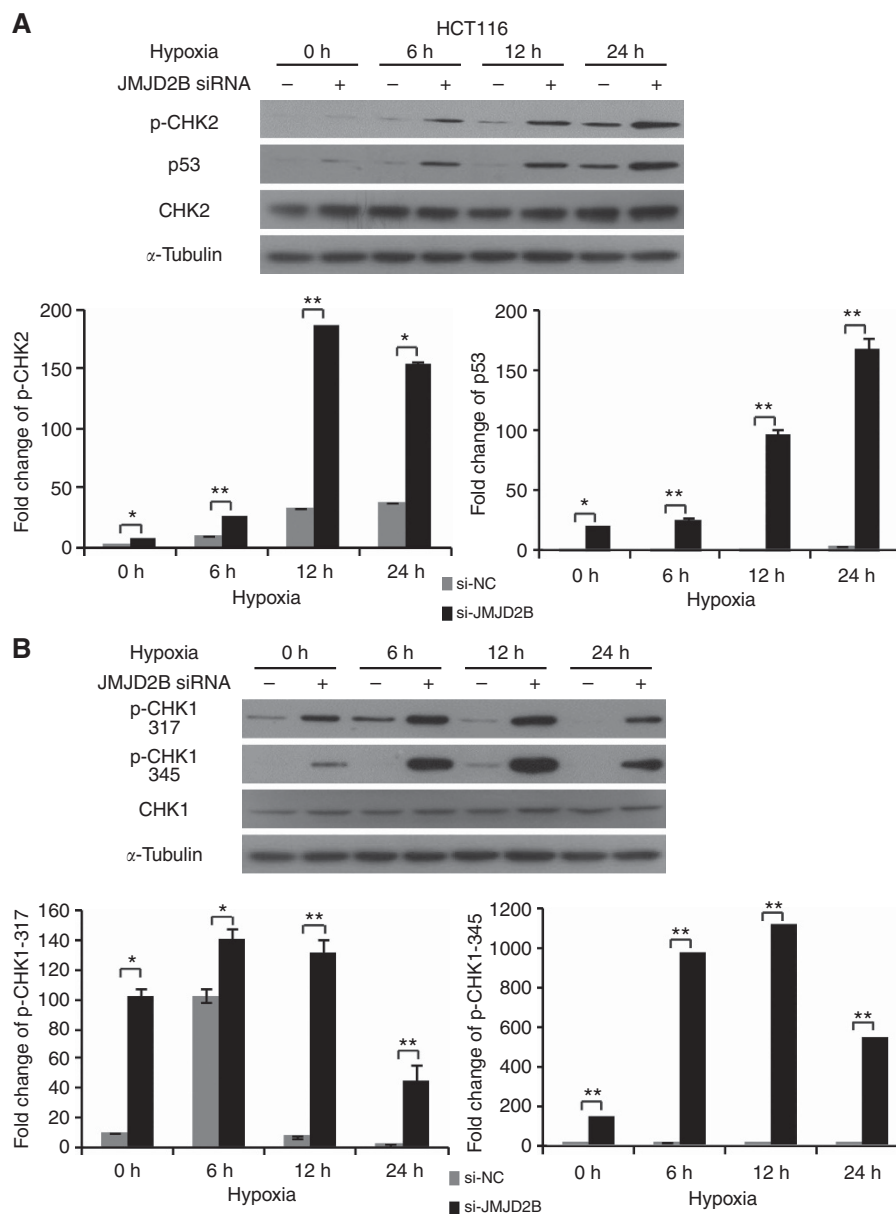 A
HCT116
Hypoxia 0 h 6 h 12 h 24 h
JMJD2B siRNA – + – + – + – +
p-CHK2
p53
CHK2
α-Tubulin
Fold change of p-CHK2
200
150
100
50
0
* ** ** *
0 h 6 h 12 h 24 h
Hypoxia
Fold change of p53
200
150
100
50
0
* ** ** **
0 h 6 h 12 h 24 h
Hypoxia
si-NC
si-JMJD2B
B
Hypoxia 0 h 6 h 12 h 24 h
JMJD2B siRNA – + – + – + – +
p-CHK1
317
p-CHK1
345
CHK1
α-Tubulin
Fold change of p-CHK1-317
160
140
120
100
80
60
40
20
0
* * ** **
0 h 6 h 12 h 24 h
Hypoxia
Fold change of p-CHK1-345
1200
1000
800
600
400
200
0
** ** ** **
0 h 6 h 12 h 24 h
Hypoxia
si-NC
si-JMJD2B